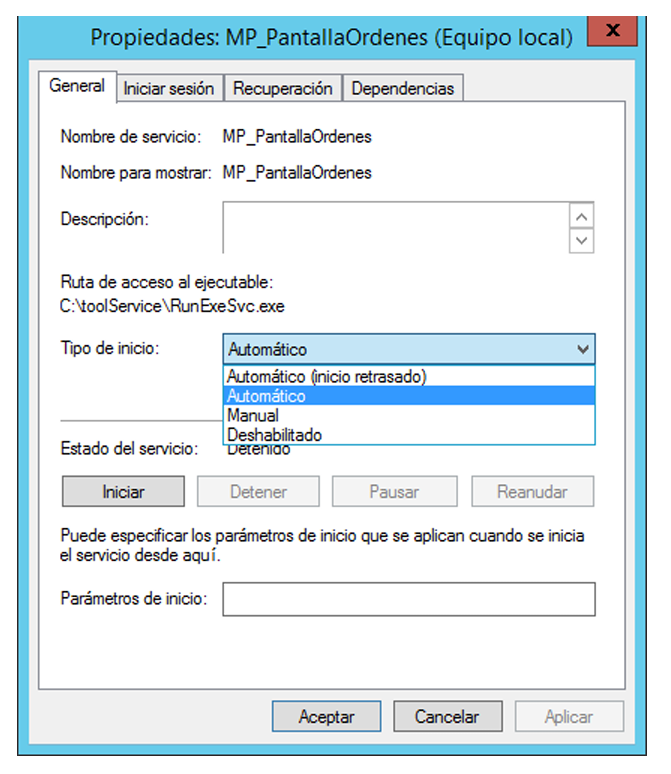 Propiedades: MP_PantallaOrdenes (Equipo local)
x
General
Iniciar sesión
Recuperación
Dependencias
Nombre de servicio: MP_PantallaOrdenes
Nombre para mostrar: MP_PantallaOrdenes
Descripción:
Ruta de acceso al ejecutable:
C:\toolService\RunExeSvc.exe
Tipo de inicio: Automático
Automático (inicio retrasado)
Automático
Manual
Deshabilitado
Estado del servicio: Detenido
Iniciar
Detener
Pausar
Reanudar
Puede especificar los parámetros de inicio que se aplican cuando se inicia
el servicio desde aquí.
Parámetros de inicio:
Aceptar
Cancelar
Aplicar